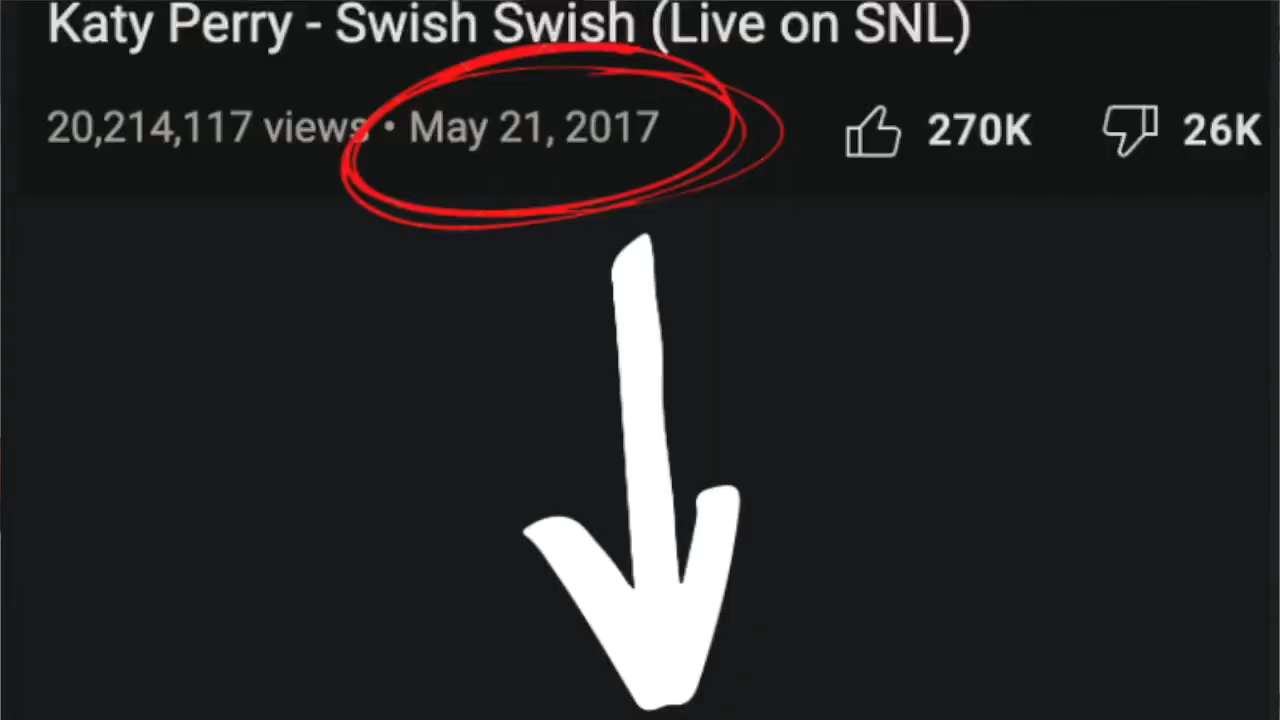 Katy Perry - Swish Swish (Live on SNL)
20,214,117 views • May 21, 2017 270K 26K